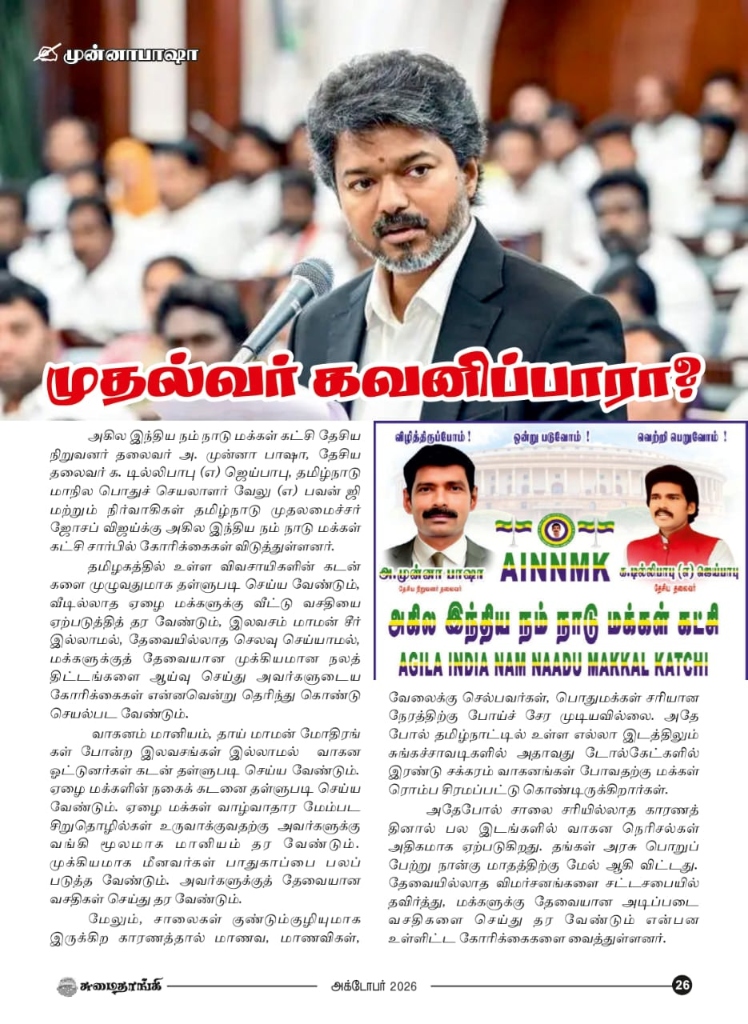 முன்னாபாஷா
முதல்வர் கவனிப்பாரா?
அகில இந்திய நம் நாடு மக்கள் கட்சி தேசிய
நிறுவனர் தலைவர் அ. முன்னா பாஷா, தேசிய
தலைவர் க. டில்லிபாபு (எ) ஜெய்பாபு, தமிழ்நாடு
மாநில பொதுச் செயலாளர் வேலு (எ) பவன் ஜி
மற்றும் நிர்வாகிகள் தமிழ்நாடு முதலமைச்சர்
ஜோசப் விஜய்க்கு அகில இந்திய நம் நாடு மக்கள்
கட்சி சார்பில் கோரிக்கைகள் விடுத்துள்ளனர்.
தமிழகத்தில் உள்ள விவசாயிகளின் கடன்
களை முழுவதுமாக தள்ளுபடி செய்ய வேண்டும்,
வீடில்லாத ஏழை மக்களுக்கு வீட்டு வசதியை
ஏற்படுத்தித் தர வேண்டும், இலவசம் மாமன் சீர்
இல்லாமல், தேவையில்லாத செலவு செய்யாமல்,
மக்களுக்குத் தேவையான முக்கியமான நலத்
திட்டங்களை ஆய்வு செய்து அவர்களுடைய
கோரிக்கைகள் என்னவென்று தெரிந்து கொண்டு
செயல்பட வேண்டும்.
வாகனம் மானியம், தாய் மாமன் மோதிரங்
கள் போன்ற இலவசங்கள் இல்லாமல் வாகன
ஓட்டுனர்கள் கடன் தள்ளுபடி செய்ய வேண்டும்.
ஏழை மக்களின் நகைக் கடனை தள்ளுபடி செய்ய
வேண்டும். ஏழை மக்கள் வாழ்வாதார மேம்பட
சிறுதொழில்கள் உருவாக்குவதற்கு அவர்களுக்கு
வங்கி மூலமாக மானியம் தர வேண்டும்.
முக்கியமாக மீனவர்கள் பாதுகாப்பை பலப்
படுத்த வேண்டும். அவர்களுக்குத் தேவையான
வசதிகள் செய்து தர வேண்டும்.
மேலும், சாலைகள் குண்டும்குழியுமாக
இருக்கிற காரணத்தால் மாணவ, மாணவிகள்,
விழித்திருப்போம் ! ஒன்று படுவோம் ! வெற்றி பெறுவோம் !
அ.முன்னா பாஷா
தேசிய நிறுவனர் தலைவர்
AINNMK
க.டில்லிபாபு (எ) ஜெய்பாபு
தேசிய தலைவர்
அகில இந்திய நம் நாடு மக்கள் கட்சி
AGILA INDIA NAM NAADU MAKKAL KATCHI
வேலைக்கு செல்பவர்கள், பொதுமக்கள் சரியான
நேரத்திற்கு போய்ச் சேர முடியவில்லை. அதே
போல் தமிழ்நாட்டில் உள்ள எல்லா இடத்திலும்
சுங்கச்சாவடிகளில் அதாவது டோல்கேட்களில்
இரண்டு சக்கரம் வாகனங்கள் போவதற்கு மக்கள்
ரொம்ப சிரமப்பட்டு கொண்டிருக்கிறார்கள்.
அதேபோல் சாலை சரியில்லாத காரணத்
தினால் பல இடங்களில் வாகன நெரிசல்கள்
அதிகமாக ஏற்படுகிறது. தங்கள் அரசு பொறுப்
பேற்று நான்கு மாதத்திற்கு மேல் ஆகி விட்டது.
தேவையில்லாத விமர்சனங்களை சட்டசபையில்
தவிர்த்து, மக்களுக்கு தேவையான அடிப்படை
வசதிகளை செய்து தர வேண்டும் என்பன
உள்ளிட்ட கோரிக்கைகளை வைத்துள்ளனர்.
சுமைதாங்கி அக்டோபர் 2026 26